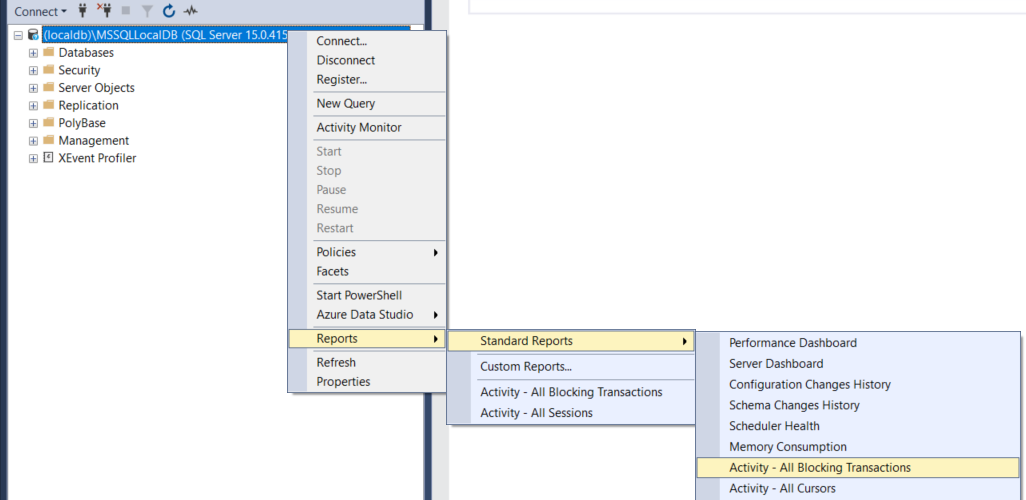 Connect
(localdb)\MSSQLLocalDB (SQL Server 15.0.415
Databases
Security
Server Objects
Replication
PolyBase
Management
XEvent Profiler
Connect...
Disconnect
Register...
New Query
Activity Monitor
Start
Stop
Pause
Resume
Restart
Policies
Facets
Start PowerShell
Azure Data Studio
Reports
Refresh
Properties
Standard Reports
Custom Reports...
Activity - All Blocking Transactions
Activity - All Sessions
Performance Dashboard
Server Dashboard
Configuration Changes History
Schema Changes History
Scheduler Health
Memory Consumption
Activity - All Blocking Transactions
Activity - All Cursors